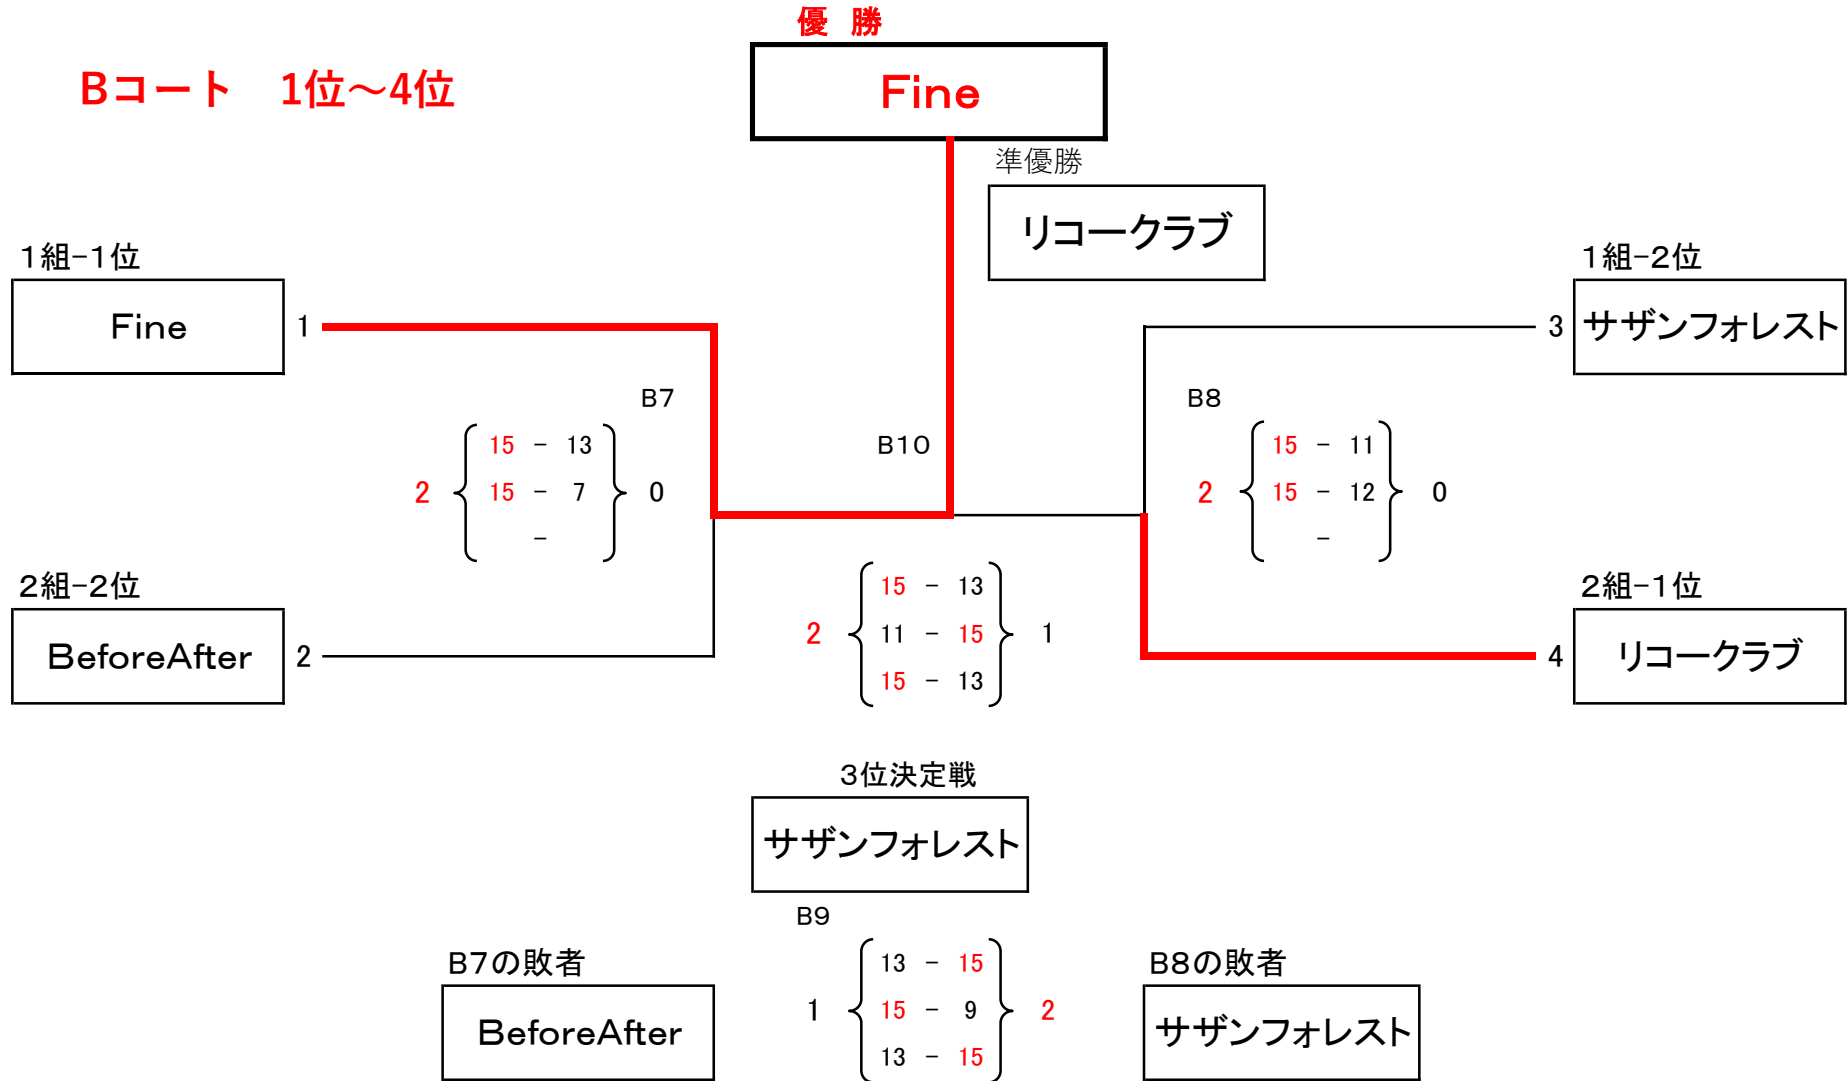 優 勝
Bコート 1位～4位
Fine
準優勝
リコークラブ
1組-1位
Fine 1
1組-2位
3 サザンフォレスト
B7
15 - 13
2 15 - 7 0
-
B10
B8
15 - 11
2 15 - 12 0
-
2組-2位
BeforeAfter 2
15 - 13
2 11 - 15 1
15 - 13
2組-1位
4 リコークラブ
3位決定戦
サザンフォレスト
B9
B7の敗者
BeforeAfter
13 - 15
1 15 - 9 2
13 - 15
B8の敗者
サザンフォレスト